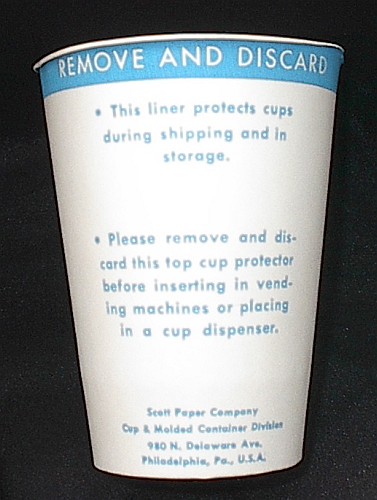 REMOVE AND DISCARD
• This liner protects cups
during shipping and in
storage.
• Please remove and dis-
card this top cup protector
before inserting in vend-
ing machines or placing
in a cup dispenser.
Scott Paper Company
Cup & Molded Container Division
980 N. Delaware Ave.
Philadelphia, Pa., U.S.A.